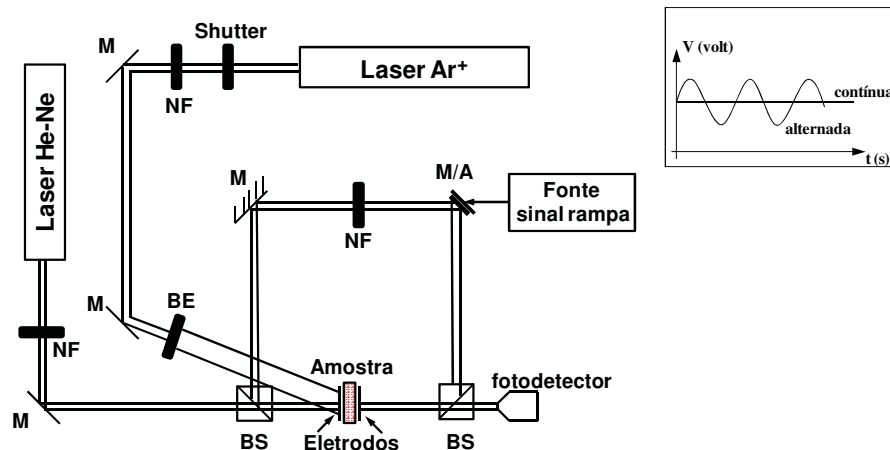 Shutter
M
Laser Ar+
NF
Laser He-Ne
V (volt)
contínua
alternada
t (s)
M
M/A
Fonte
sinal rampa
NF
M
BE
NF
Amostra
fotodetector
M
BS
Eletrodos
BS